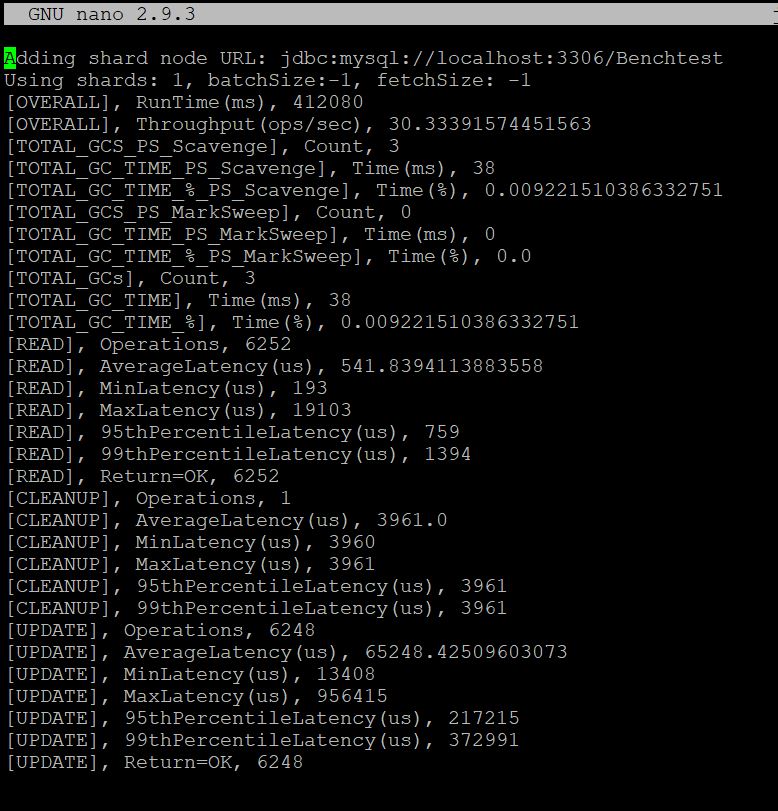 GNU nano 2.9.3
Adding shard node URL: jdbc:mysql://localhost:3306/Benchtest
Using shards: 1, batchSize:-1, fetchSize: -1
[OVERALL], RunTime(ms), 412080
[OVERALL], Throughput(ops/sec), 30.33391574451563
[TOTAL_GCS_PS_Scavenge], Count, 3
[TOTAL_GC_TIME_PS_Scavenge], Time(ms), 38
[TOTAL_GC_TIME_%_PS_Scavenge], Time(%), 0.009221510386332751
[TOTAL_GCS_PS_MarkSweep], Count, 0
[TOTAL_GC_TIME_PS_MarkSweep], Time(ms), 0
[TOTAL_GC_TIME_%_PS_MarkSweep], Time(%), 0.0
[TOTAL_GCs], Count, 3
[TOTAL_GC_TIME], Time(ms), 38
[TOTAL_GC_TIME_%], Time(%), 0.009221510386332751
[READ], Operations, 6252
[READ], AverageLatency(us), 541.8394113883558
[READ], MinLatency(us), 193
[READ], MaxLatency(us), 19103
[READ], 95thPercentileLatency(us), 759
[READ], 99thPercentileLatency(us), 1394
[READ], Return=OK, 6252
[CLEANUP], Operations, 1
[CLEANUP], AverageLatency(us), 3961.0
[CLEANUP], MinLatency(us), 3960
[CLEANUP], MaxLatency(us), 3961
[CLEANUP], 95thPercentileLatency(us), 3961
[CLEANUP], 99thPercentileLatency(us), 3961
[UPDATE], Operations, 6248
[UPDATE], AverageLatency(us), 65248.42509603073
[UPDATE], MinLatency(us), 13408
[UPDATE], MaxLatency(us), 956415
[UPDATE], 95thPercentileLatency(us), 217215
[UPDATE], 99thPercentileLatency(us), 372991
[UPDATE], Return=OK, 6248